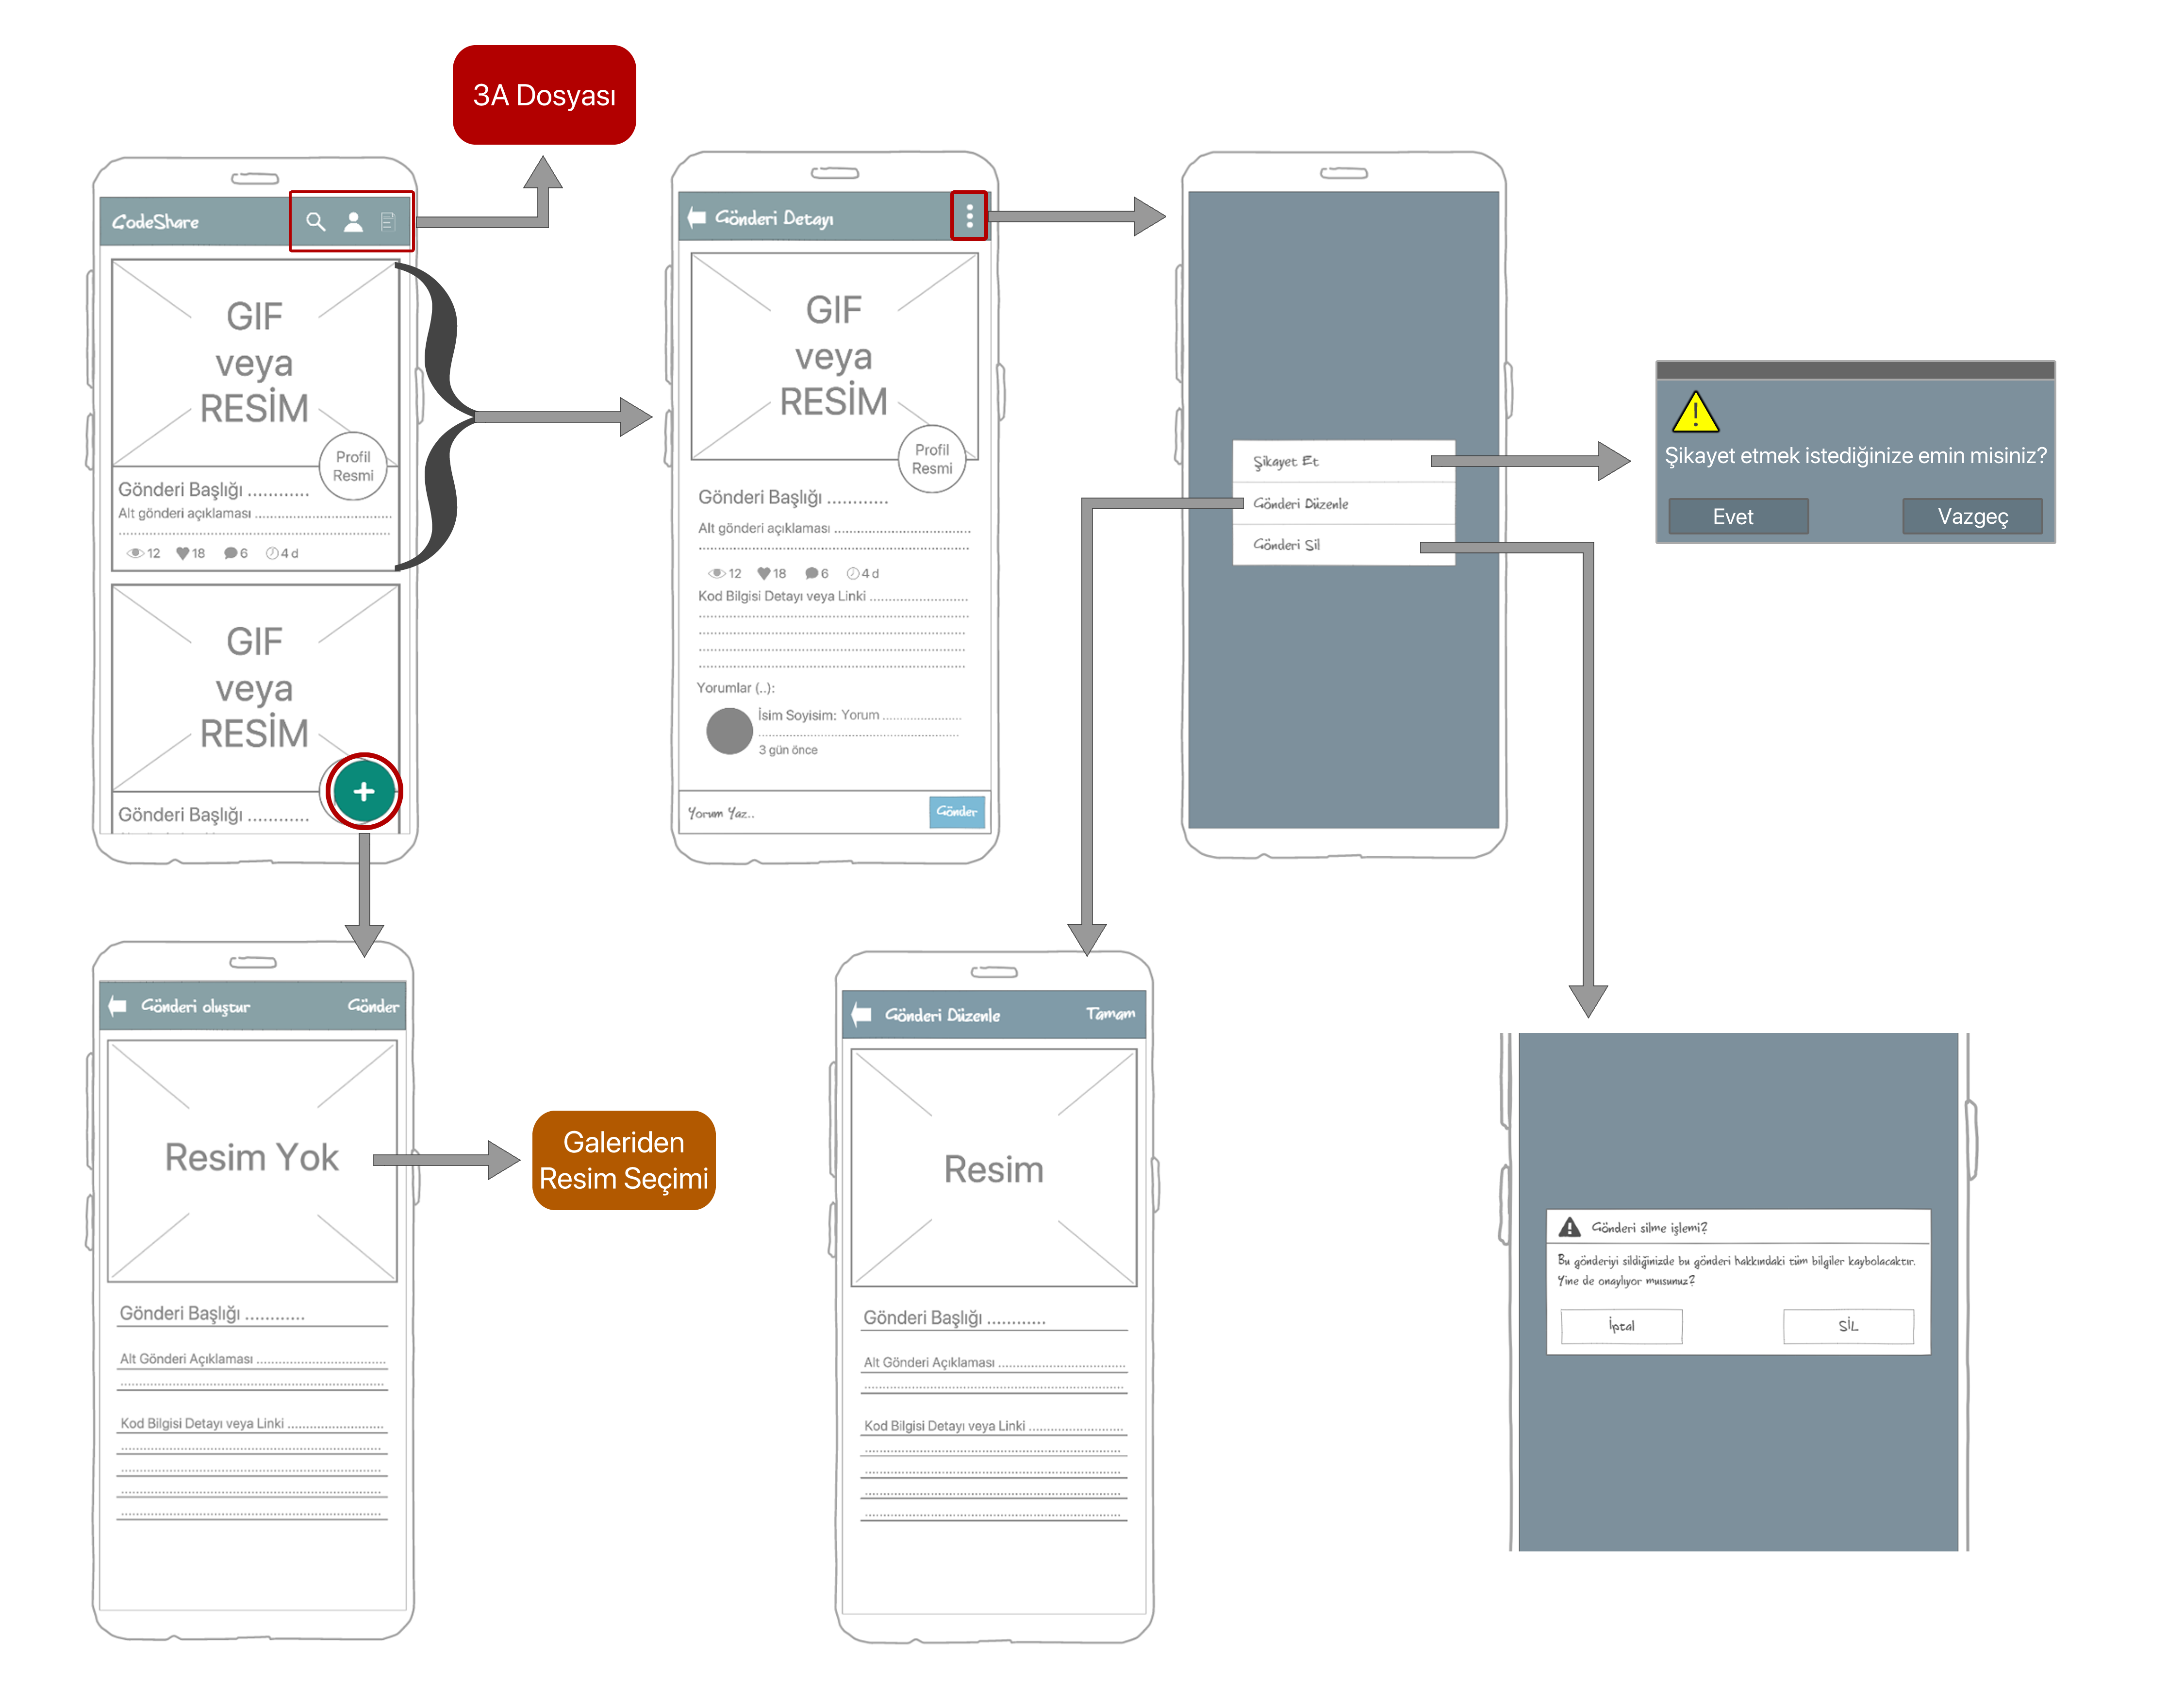 3A Dosyası
CodeShare
GIF
veya
RESİM
Profil
Resmi
Gönderi Başlığı ............
Alt gönderi açıklaması ..........................................
12 18 6 4 d
GIF
veya
RESİM
Gönderi Başlığı ............
Gönderi Detayı
GIF
veya
RESİM
Profil
Resmi
Gönderi Başlığı ............
Alt gönderi açıklaması ..........................................
12 18 6 4 d
Kod Bilgisi Detayı veya Linki ..............................
Yorumlar (..):
İsim Soyisim: Yorum ........................
3 gün önce
Yorum Yaz..
Gönder
Şikayet Et
Gönderi Düzenle
Gönderi Sil
Şikayet etmek istediğinize emin misiniz?
Evet
Vazgeç
Gönderi oluştur
Gönder
Resim Yok
Gönderi Başlığı ............
Alt Gönderi Açıklaması ........................................
Kod Bilgisi Detayı veya Linki ..............................
Galeriden
Resim Seçimi
Gönderi Düzenle
Tamam
Resim
Gönderi Başlığı ............
Alt Gönderi Açıklaması ........................................
Kod Bilgisi Detayı veya Linki ..............................
Gönderi silme işlemi?
Bu gönderiyi sildiğinizde bu gönderi hakkındaki tüm bilgiler kaybolacaktır.
Yine de onaylıyor musunuz?
İptal
SİL